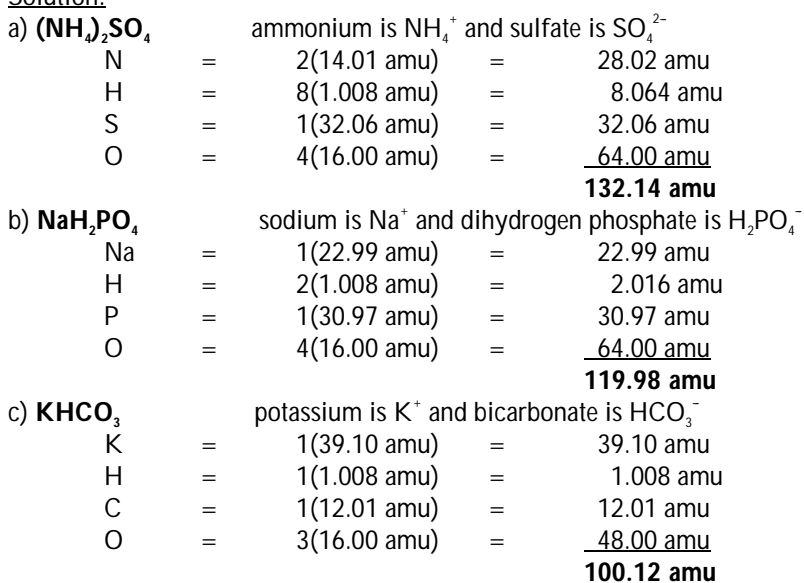 Solution:
a) (NH₄)₂SO₄ ammonium is NH₄⁺ and sulfate is SO₄²⁻
N = 2(14.01 amu) = 28.02 amu
H = 8(1.008 amu) = 8.064 amu
S = 1(32.06 amu) = 32.06 amu
O = 4(16.00 amu) = 64.00 amu
132.14 amu
b) NaH₂PO₄ sodium is Na⁺ and dihydrogen phosphate is H₂PO₄⁻
Na = 1(22.99 amu) = 22.99 amu
H = 2(1.008 amu) = 2.016 amu
P = 1(30.97 amu) = 30.97 amu
O = 4(16.00 amu) = 64.00 amu
119.98 amu
c) KHCO₃ potassium is K⁺ and bicarbonate is HCO₃⁻
K = 1(39.10 amu) = 39.10 amu
H = 1(1.008 amu) = 1.008 amu
C = 1(12.01 amu) = 12.01 amu
O = 3(16.00 amu) = 48.00 amu
100.12 amu